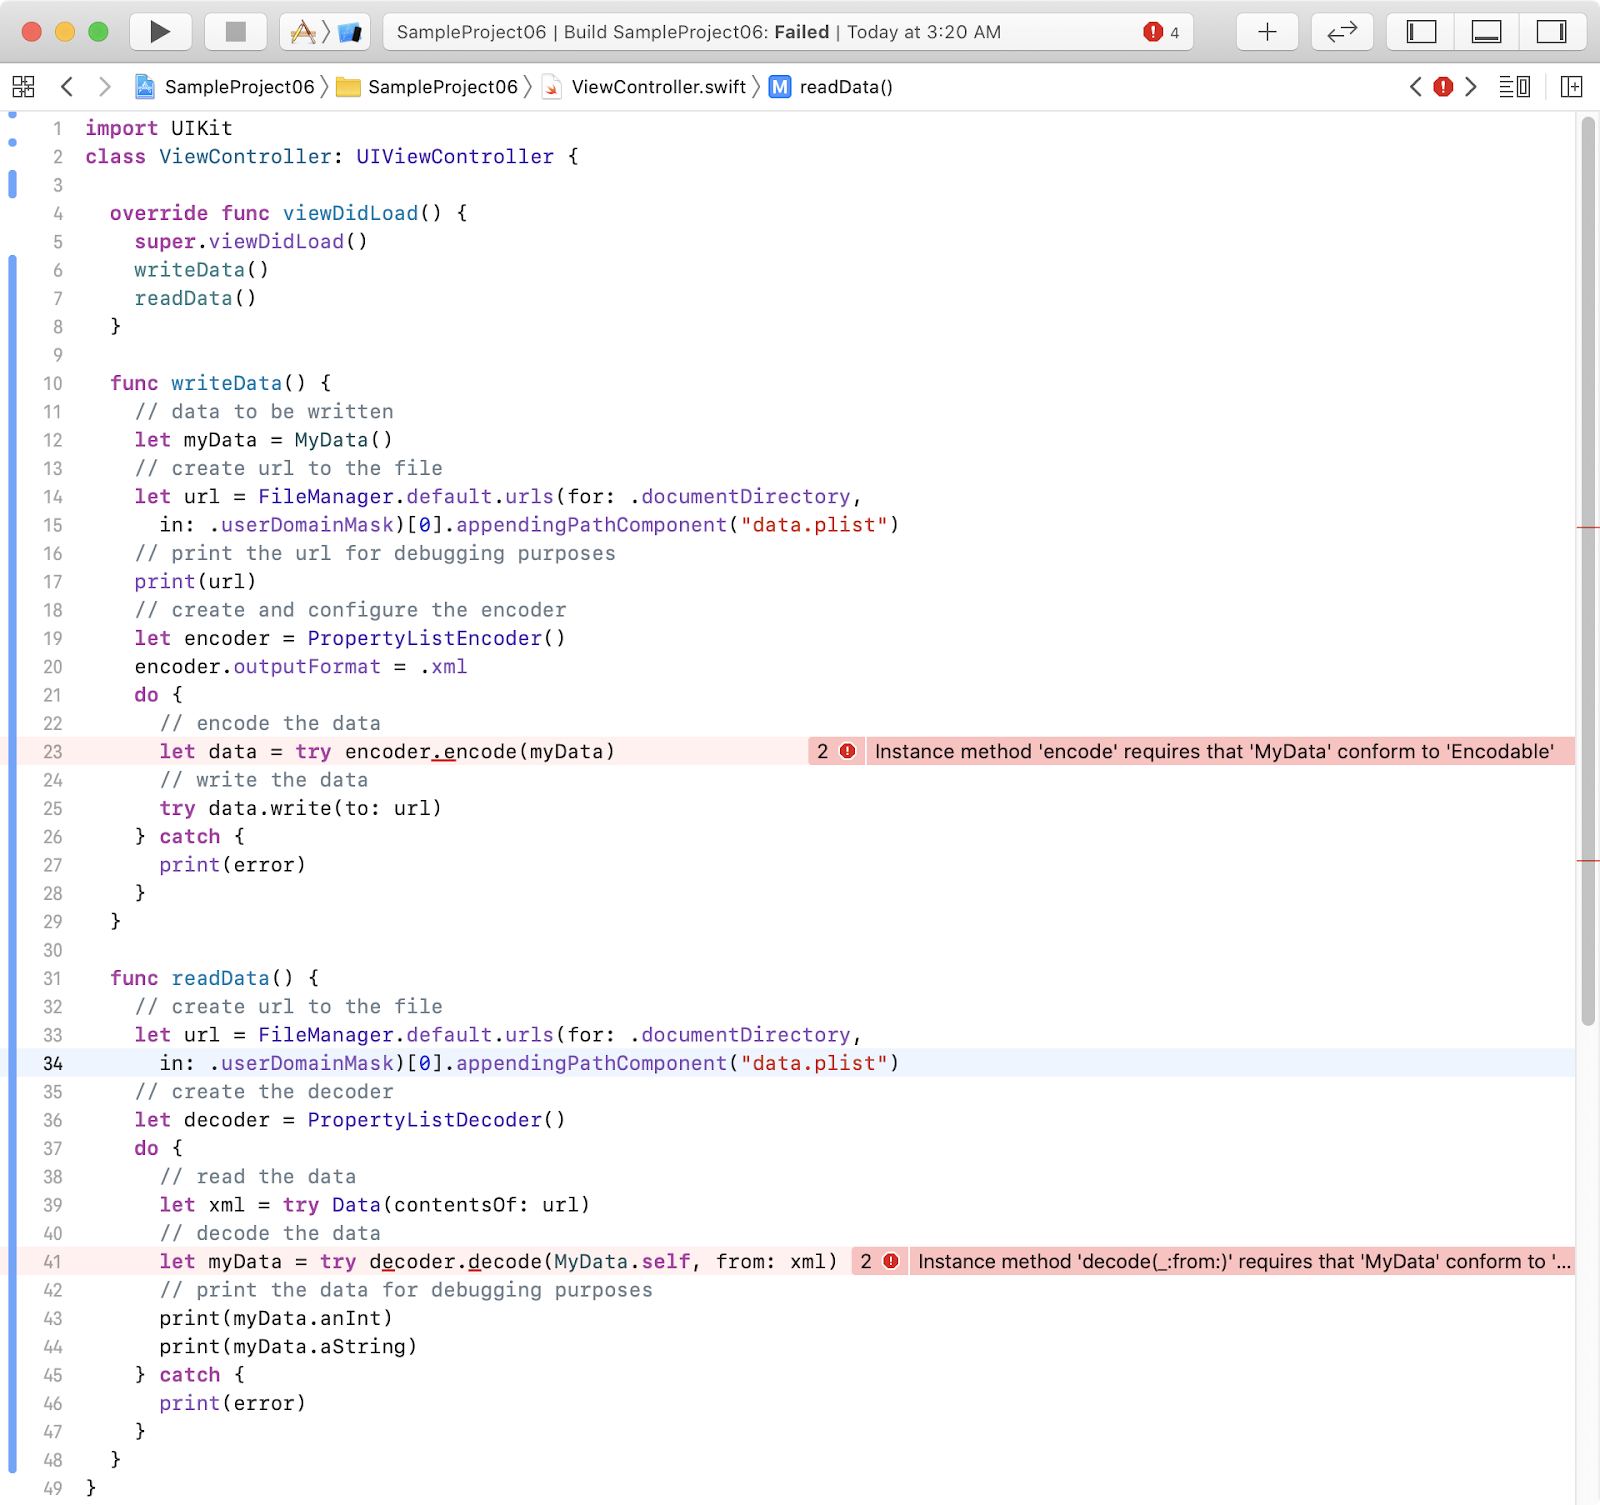 SampleProject06 | Build SampleProject06: Failed | Today at 3:20 AM 4
SampleProject06 SampleProject06 ViewController.swift M readData()
1 import UIKit
2 class ViewController: UIViewController {
3
4 override func viewDidLoad() {
5 super.viewDidLoad()
6 writeData()
7 readData()
8 }
9
10 func writeData() {
11 // data to be written
12 let myData = MyData()
13 // create url to the file
14 let url = FileManager.default.urls(for: .documentDirectory,
15 in: .userDomainMask)[0].appendingPathComponent("data.plist")
16 // print the url for debugging purposes
17 print(url)
18 // create and configure the encoder
19 let encoder = PropertyListEncoder()
20 encoder.outputFormat = .xml
21 do {
22 // encode the data
23 let data = try encoder.encode(myData) 2 Instance method 'encode' requires that 'MyData' conform to 'Encodable'
24 // write the data
25 try data.write(to: url)
26 } catch {
27 print(error)
28 }
29 }
30
31 func readData() {
32 // create url to the file
33 let url = FileManager.default.urls(for: .documentDirectory,
34 in: .userDomainMask)[0].appendingPathComponent("data.plist")
35 // create the decoder
36 let decoder = PropertyListDecoder()
37 do {
38 // read the data
39 let xml = try Data(contentsOf: url)
40 // decode the data
41 let myData = try decoder.decode(MyData.self, from: xml) 2 Instance method 'decode(_:from:)' requires that 'MyData' conform to '...
42 // print the data for debugging purposes
43 print(myData.anInt)
44 print(myData.aString)
45 } catch {
46 print(error)
47 }
48 }
49 }